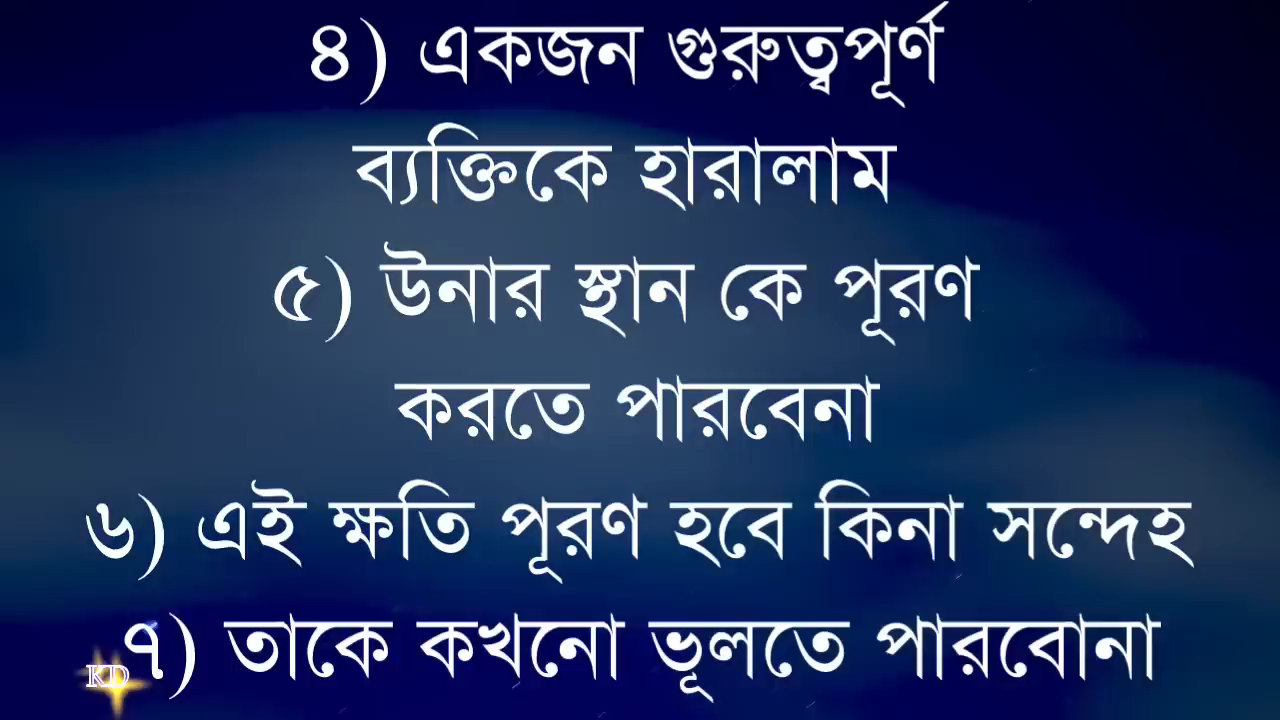 ৪) একজন গুরুত্বপূর্ণ
ব্যক্তিকে হারালাম
৫) উনার স্থান কে পূরণ
করতে পারবেনা
৬) এই ক্ষতি পূরণ হবে কিনা সন্দেহ
৭) তাকে কখনো ভূলতে পারবোনা
KD